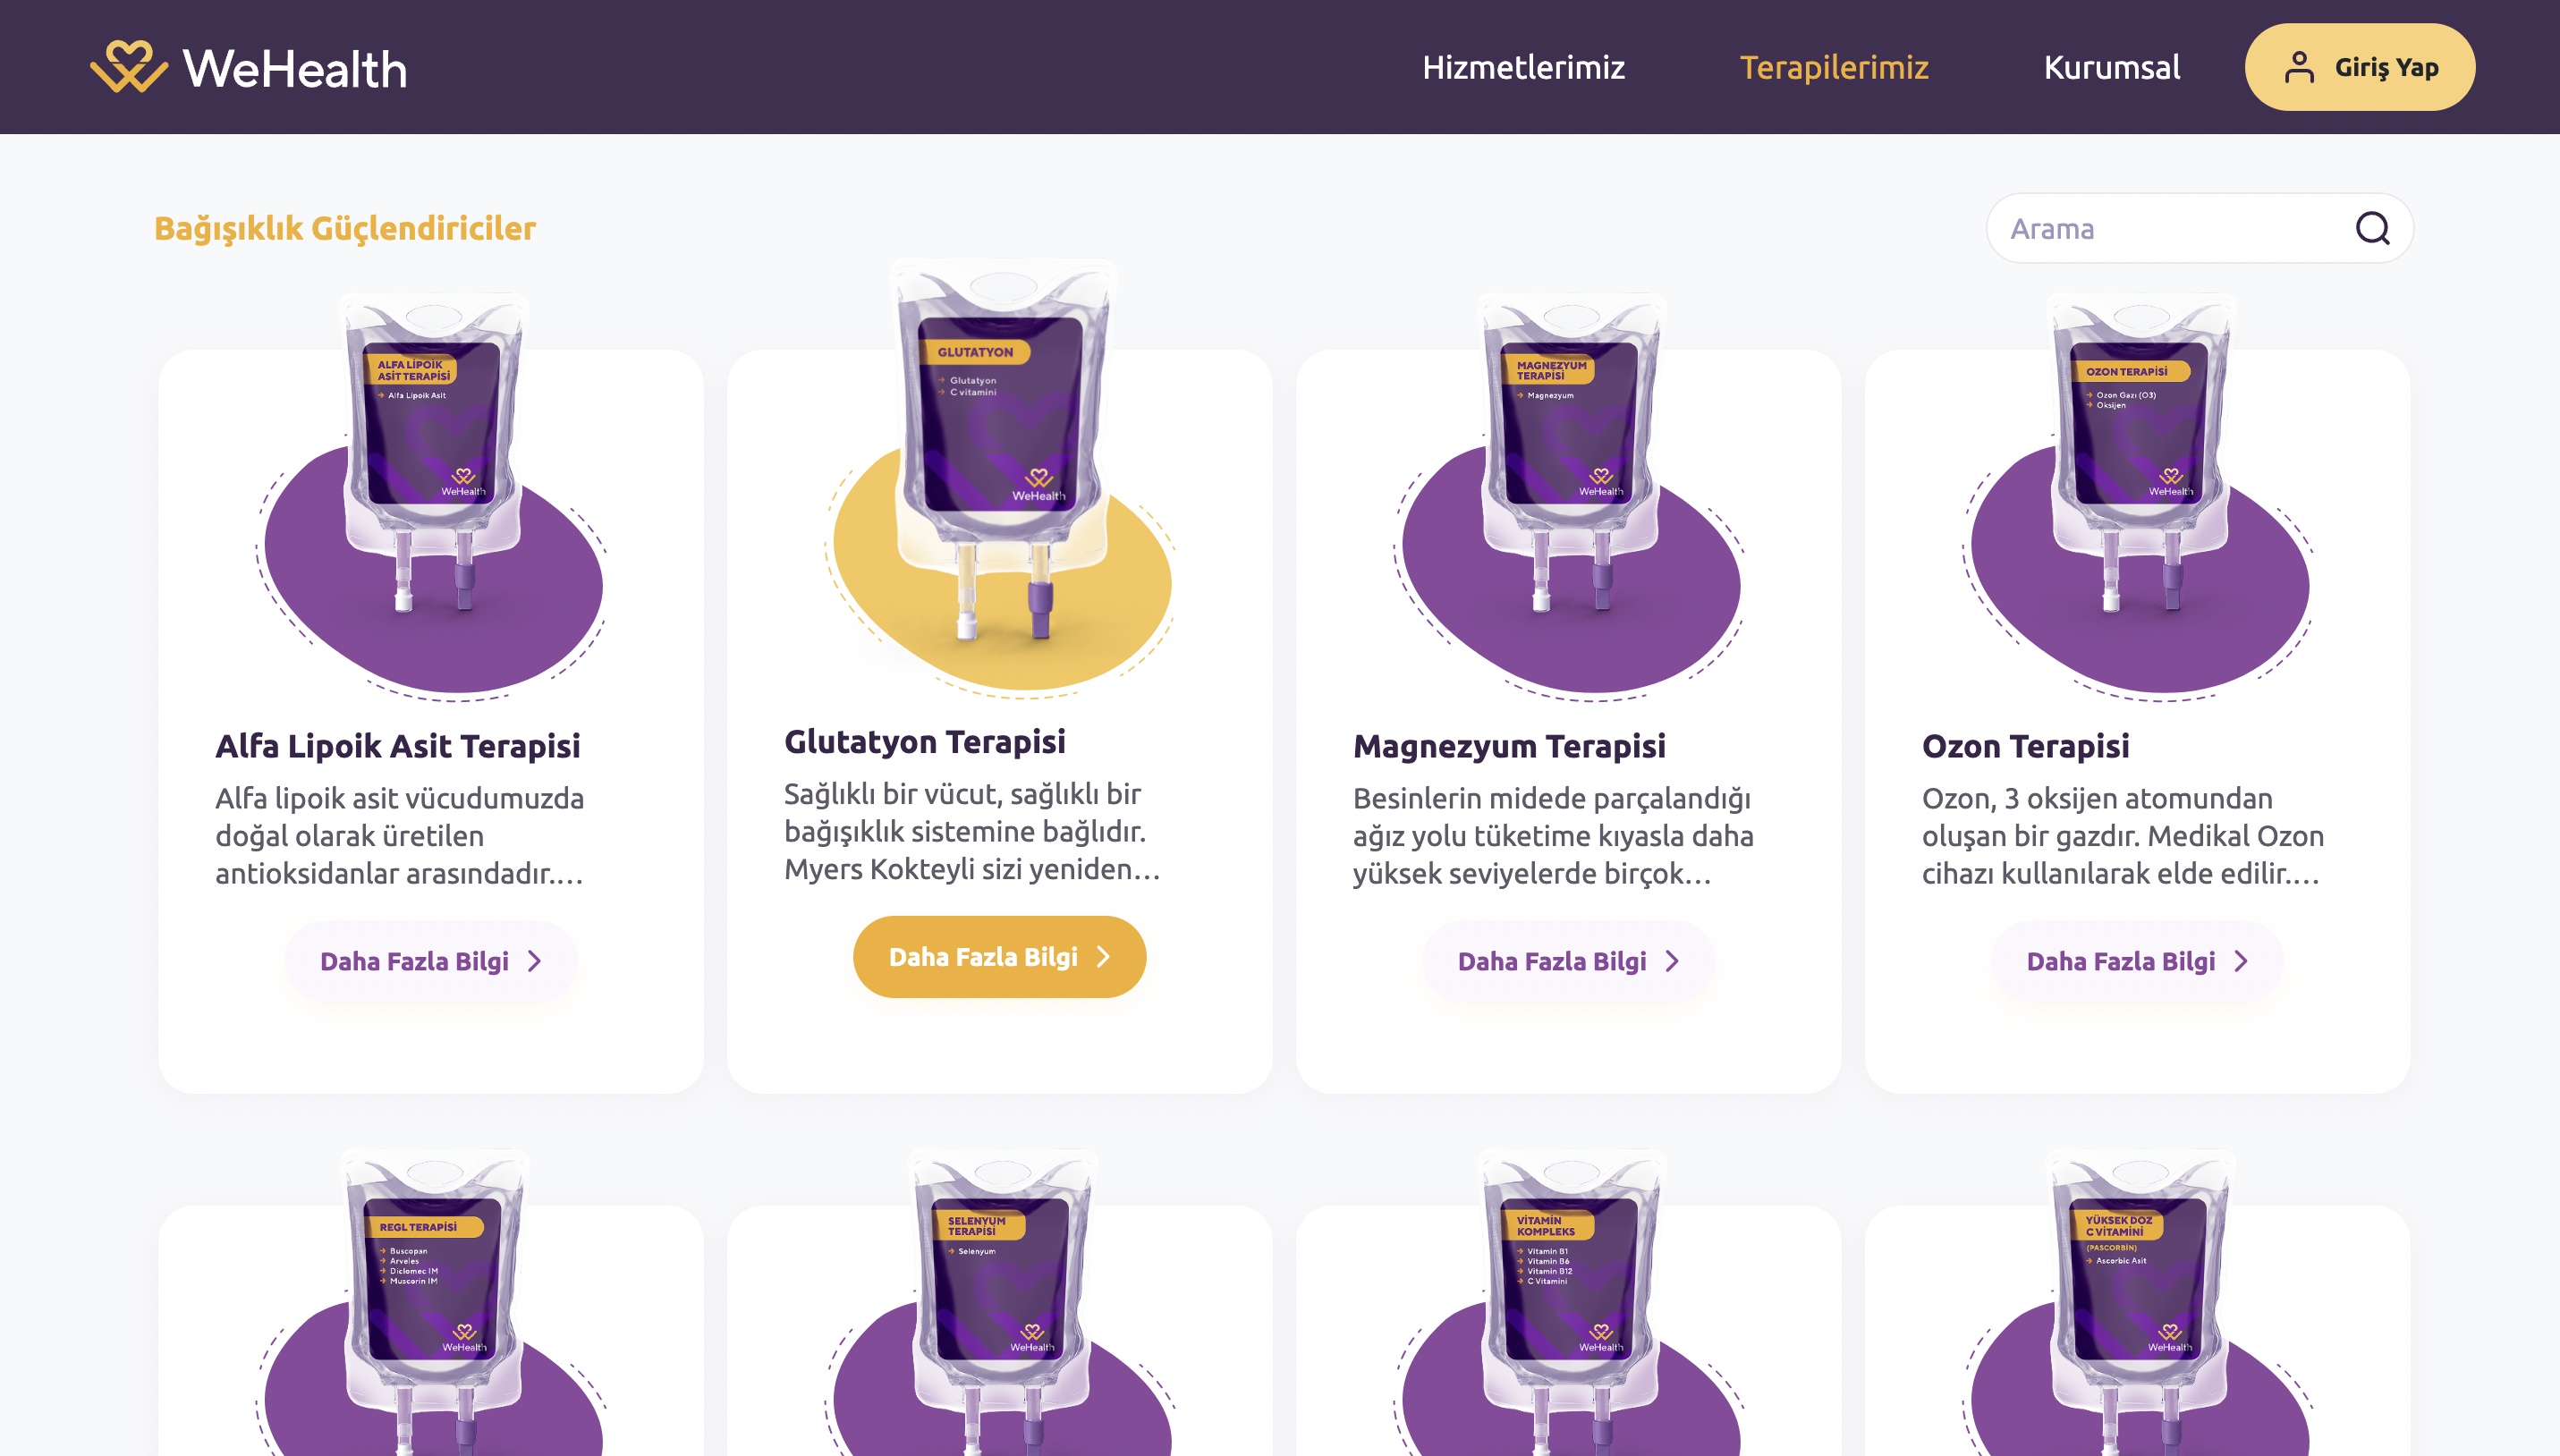 WeHealth
Hizmetlerimiz
Terapilerimiz
Kurumsal
Giriş Yap
Bağışıklık Güçlendiriciler
Arama
ALFA LİPOİK
ASİT TERAPİSİ
Alfa Lipoik Asit
WeHealth
GLUTATYON
Glutatyon
C vitamini
WeHealth
MAGNEZYUM
TERAPİSİ
Magnezyum
WeHealth
OZON TERAPİSİ
Ozon Gazı (O3)
Oksijen
WeHealth
Alfa Lipoik Asit Terapisi
Alfa lipoik asit vücudumuzda
doğal olarak üretilen
antioksidanlar arasındadır.…
Daha Fazla Bilgi
Glutatyon Terapisi
Sağlıklı bir vücut, sağlıklı bir
bağışıklık sistemine bağlıdır.
Myers Kokteyli sizi yeniden…
Daha Fazla Bilgi
Magnezyum Terapisi
Besinlerin midede parçalandığı
ağız yolu tüketime kıyasla daha
yüksek seviyelerde birçok…
Daha Fazla Bilgi
Ozon Terapisi
Ozon, 3 oksijen atomundan
oluşan bir gazdır. Medikal Ozon
cihazı kullanılarak elde edilir.…
Daha Fazla Bilgi
REGL TERAPİSİ
Buscopan
Arveles
Diclomec IM
Muscorin IM
WeHealth
SELENYUM
TERAPİSİ
Selenyum
WeHealth
VİTAMİN
KOMPLEKS
Vitamin B1
Vitamin B6
Vitamin B12
C Vitamini
WeHealth
YÜKSEK DOZ
C VİTAMİNİ
(PASCORBİN)
Ascorbic Asit
WeHealth